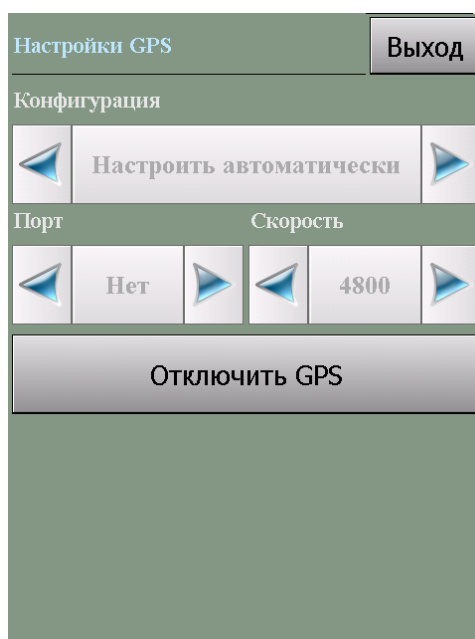 Настройки GPS Выход
Конфигурация
Настроить автоматически
Порт Скорость
Нет 4800
Отключить GPS